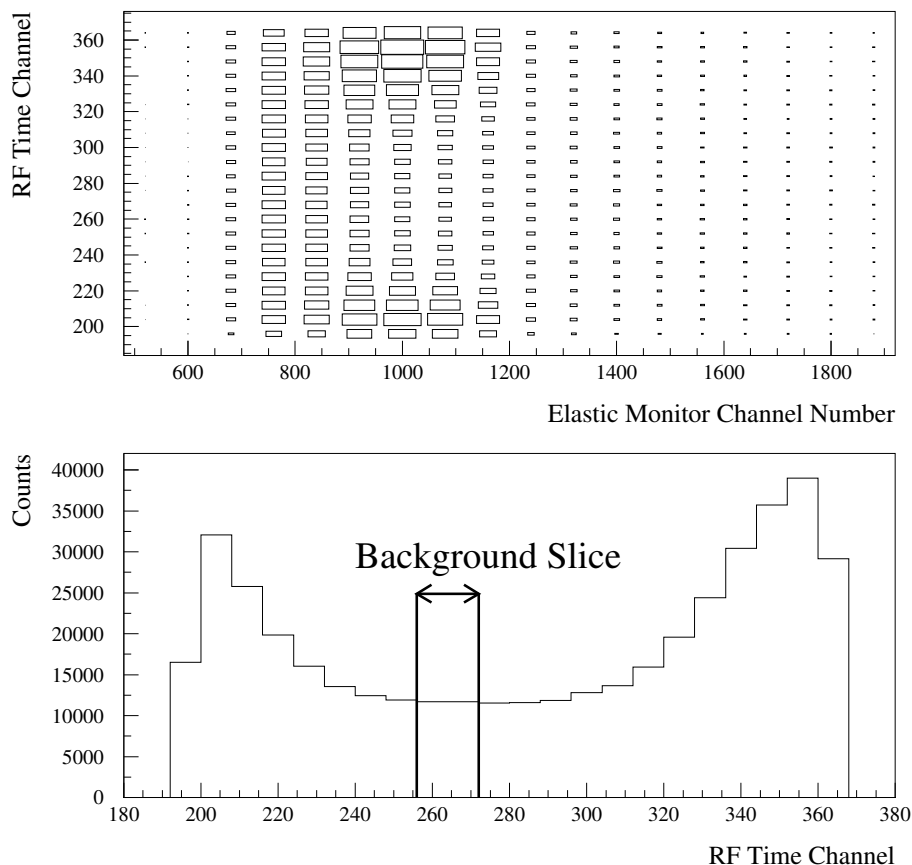 RF Time Channel
360
340
320
300
280
260
240
220
200
600 800 1000 1200 1400 1600 1800
Elastic Monitor Channel Number
Counts
40000
35000
30000
25000
20000
15000
10000
5000
0
Background Slice
180 200 220 240 260 280 300 320 340 360 380
RF Time Channel